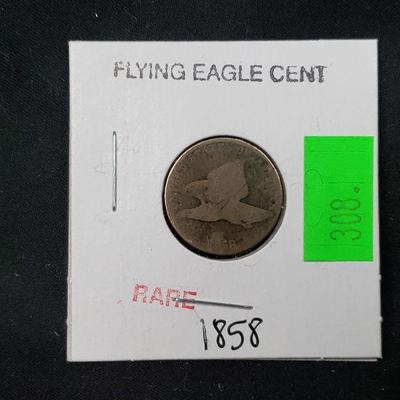 FLYING EAGLE CENT
308.
RARE
1858